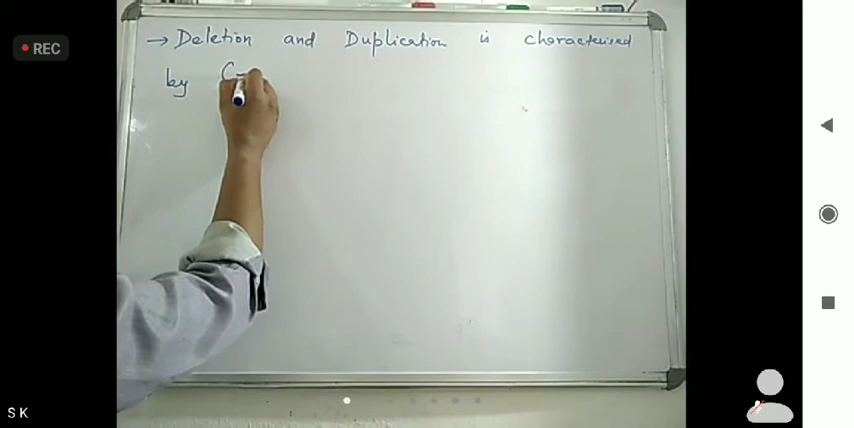 REC
→ Deletion and Duplication is characterised
by C-
S K